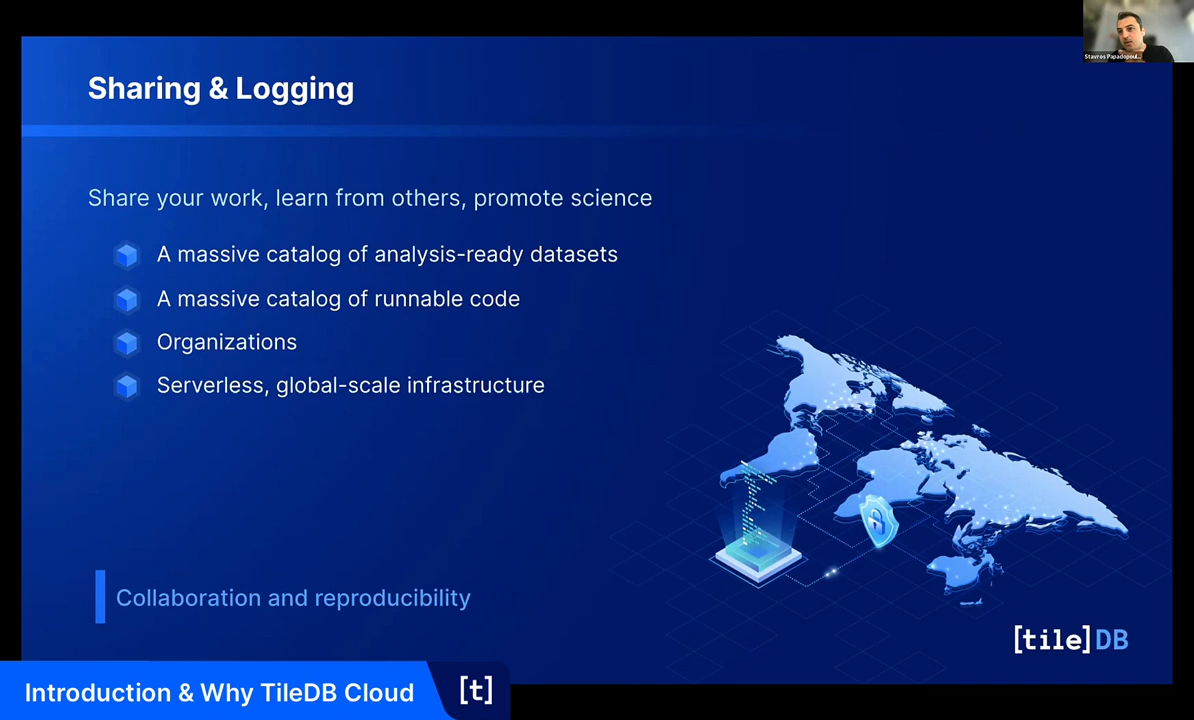 Stavros Papadopoul...
Sharing & Logging
Share your work, learn from others, promote science
A massive catalog of analysis-ready datasets
A massive catalog of runnable code
Organizations
Serverless, global-scale infrastructure
Collaboration and reproducibility
[tile]DB
Introduction & Why TileDB Cloud
[t]